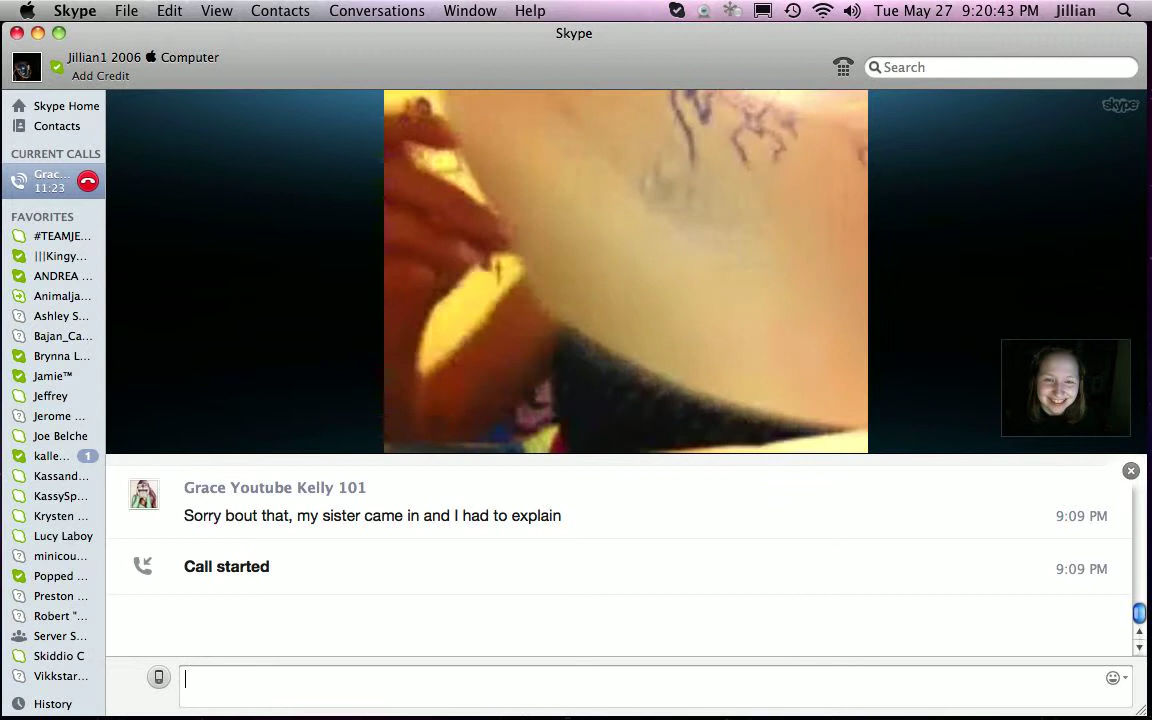 Skype File Edit View Contacts Conversations Window Help Tue May 27 9:20:43 PM Jillian
Skype
Jillian1 2006 Computer
Add Credit
Search
Skype Home
Contacts
CURRENT CALLS
Grac...
11:23
FAVORITES
#TEAMJE...
|||Kingy...
ANDREA ...
Animalja...
Ashley S...
Bajan_Ca...
Brynna L...
Jamie™
Jeffrey
Jerome ...
Joe Belche
kalle... 1
Kassand...
KassySp...
Krysten ...
Lucy Laboy
minicou...
Popped ...
Preston ...
Robert "...
Server S...
Skiddio C
Vikkstar...
History
skype
Grace Youtube Kelly 101
Sorry bout that, my sister came in and I had to explain 9:09 PM
Call started 9:09 PM